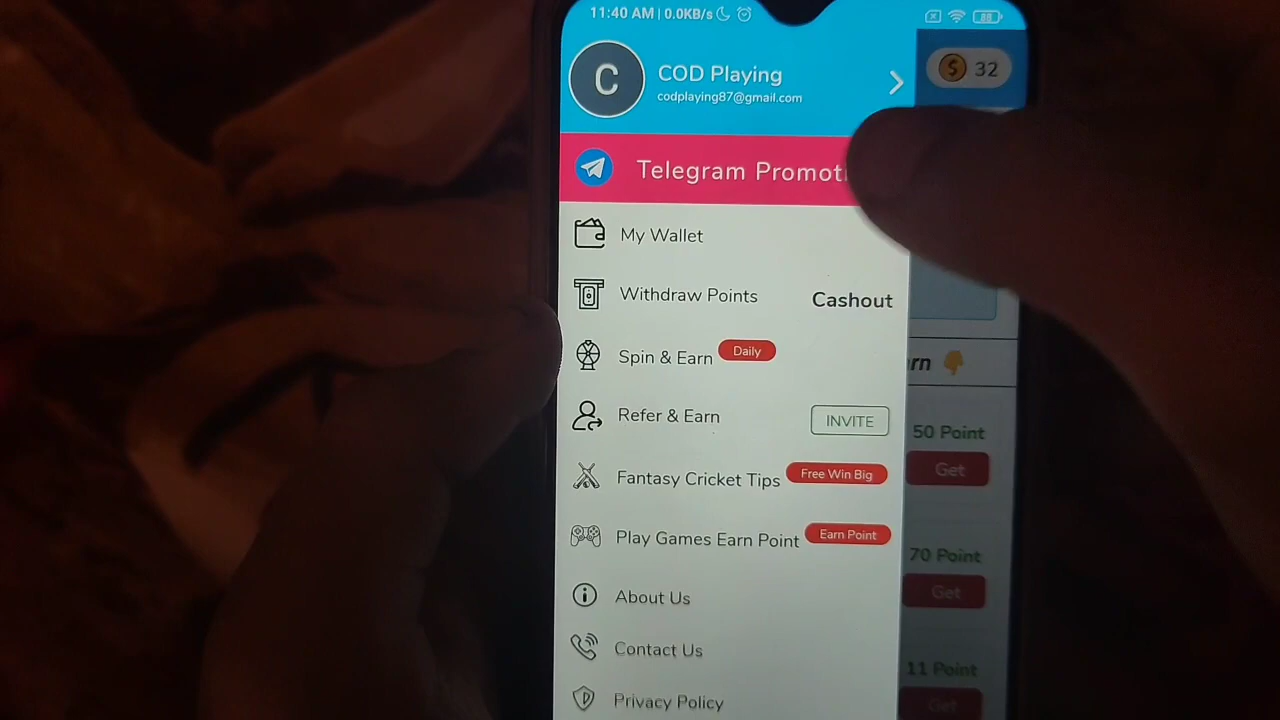 11:40 AM | 0.0KB/s
88
C
COD Playing
codplaying87@gmail.com
32
Telegram Promoti
My Wallet
Withdraw Points
Cashout
Spin & Earn
Daily
Refer & Earn
INVITE
Fantasy Cricket Tips
Free Win Big
Play Games Earn Point
Earn Point
About Us
Contact Us
Privacy Policy
rn
50 Point
Get
70 Point
Get
11 Point
Get